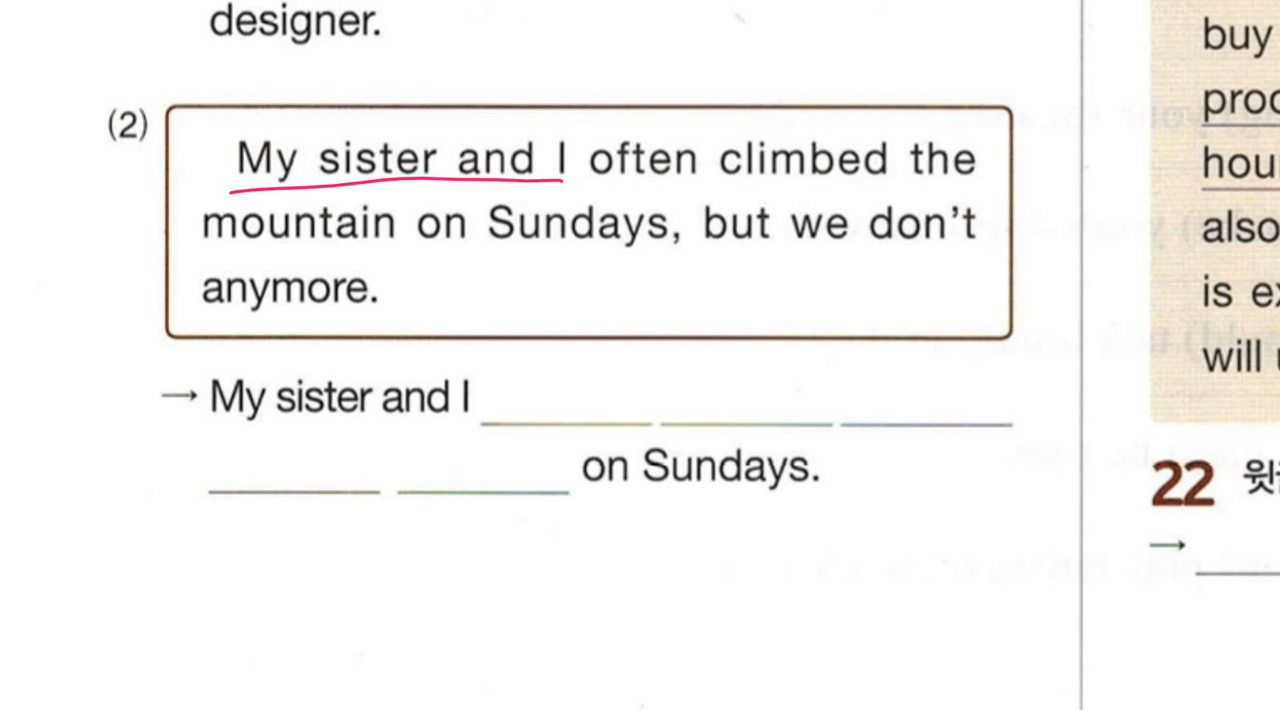 designer.
(2)
My sister and I often climbed the
mountain on Sundays, but we don't
anymore.
→ My sister and I
on Sundays.
buy
hou
also
is
will
22
→